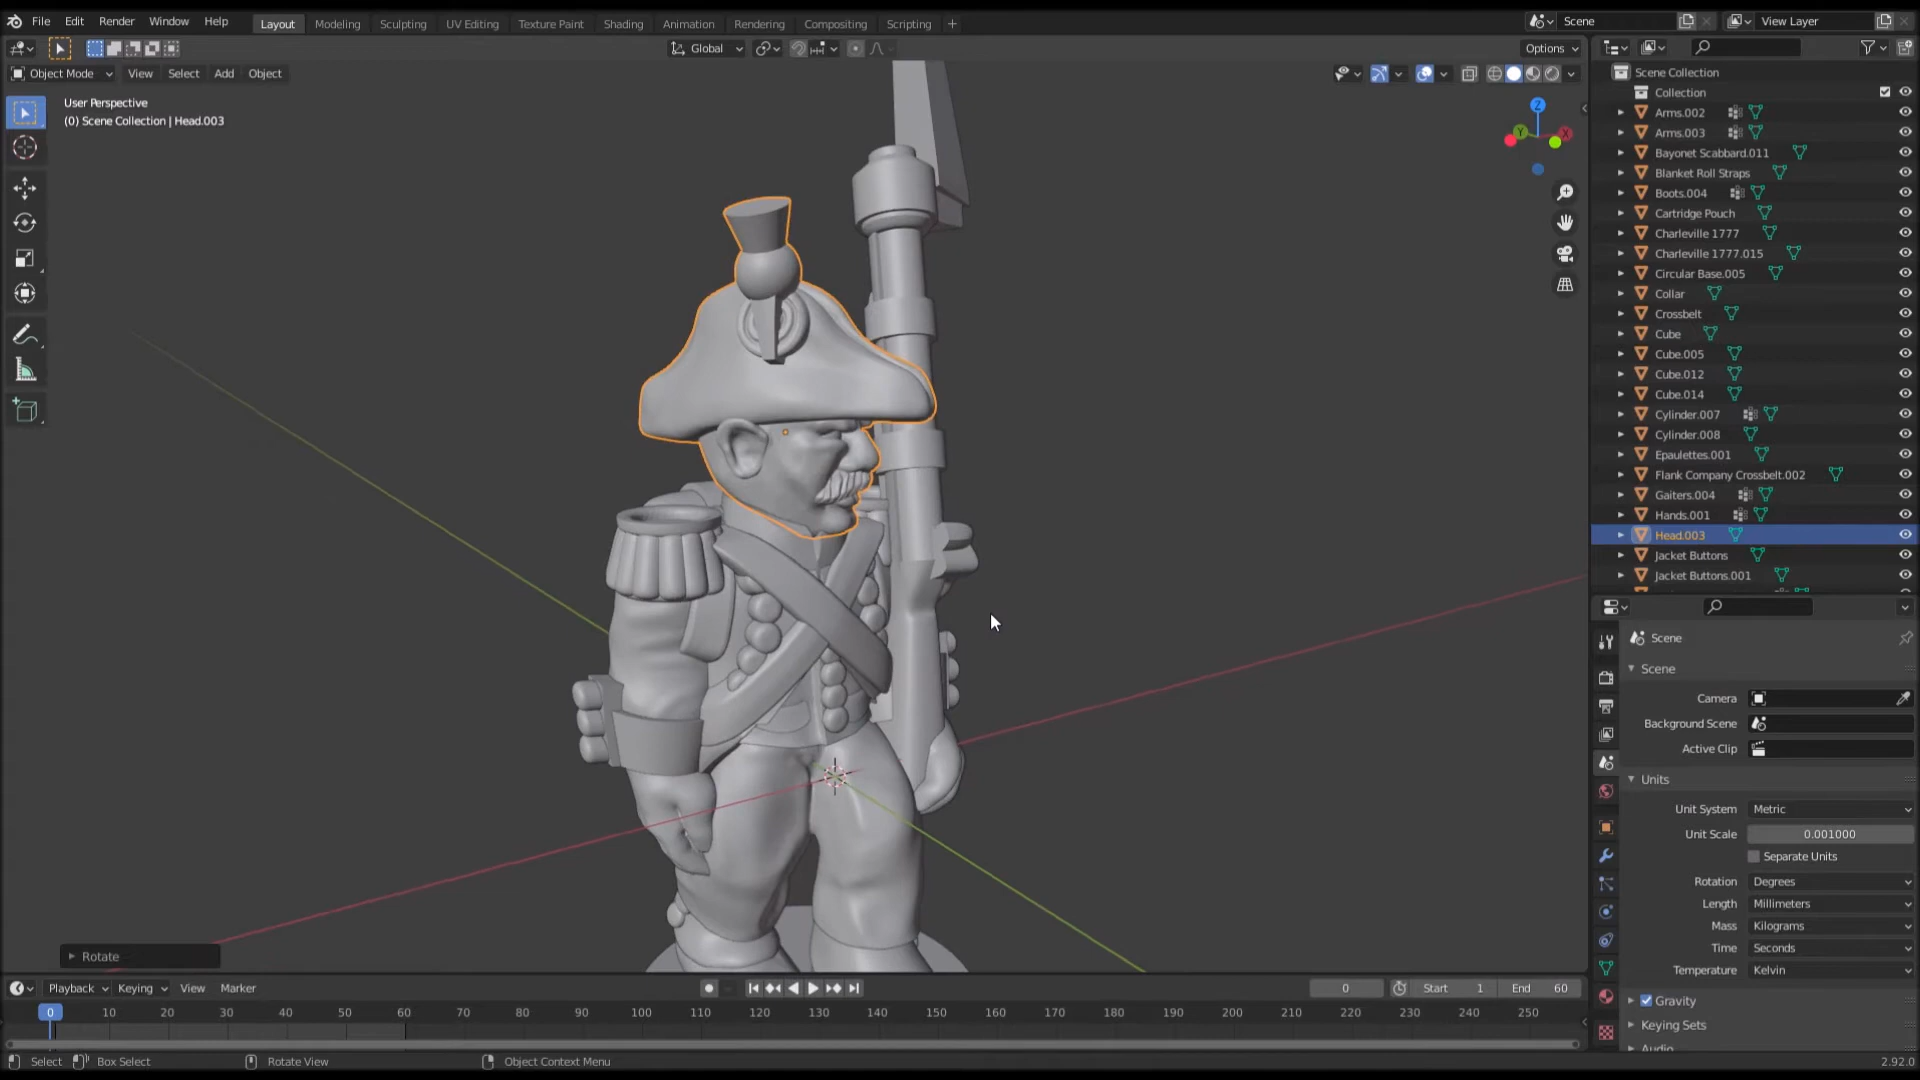 File Edit Render Window Help Layout Modeling Sculpting UV Editing Texture Paint Shading Animation Rendering Compositing Scripting + Scene View Layer
Global Options
Object Mode View Select Add Object
User Perspective
(0) Scene Collection | Head.003
Z
Y X
Scene Collection
Collection
Arms.002
Arms.003
Bayonet Scabbard.011
Blanket Roll Straps
Boots.004
Cartridge Pouch
Charleville 1777
Charleville 1777.015
Circular Base.005
Collar
Crossbelt
Cube
Cube.005
Cube.012
Cube.014
Cylinder.007
Cylinder.008
Epaulettes.001
Flank Company Crossbelt.002
Gaiters.004
Hands.001
Head.003
Jacket Buttons
Jacket Buttons.001
Scene
Scene
Camera
Background Scene
Active Clip
Units
Unit System Metric
Unit Scale 0.001000
Separate Units
Rotation Degrees
Length Millimeters
Mass Kilograms
Time Seconds
Temperature Kelvin
Gravity
Keying Sets
Audio
Rotate
Playback Keying View Marker 0 Start 1 End 60
0 10 20 30 40 50 60 70 80 90 100 110 120 130 140 150 160 170 180 190 200 210 220 230 240 250
Select Box Select Rotate View Object Context Menu 2.92.0